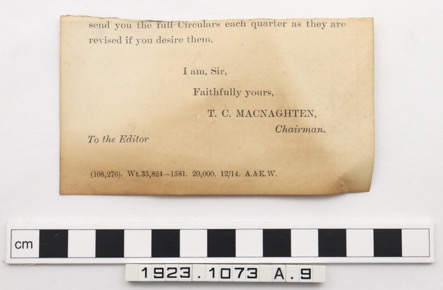 send you the full Circulars each quarter as they are
revised if you desire them.
I am, Sir,
Faithfully yours,
T. C. MACNAGHTEN,
Chairman.
To the Editor
(108,276). Wt. 35,824—1581. 20,000. 12/14. A. & E. W.
cm
1923.1073 A.9